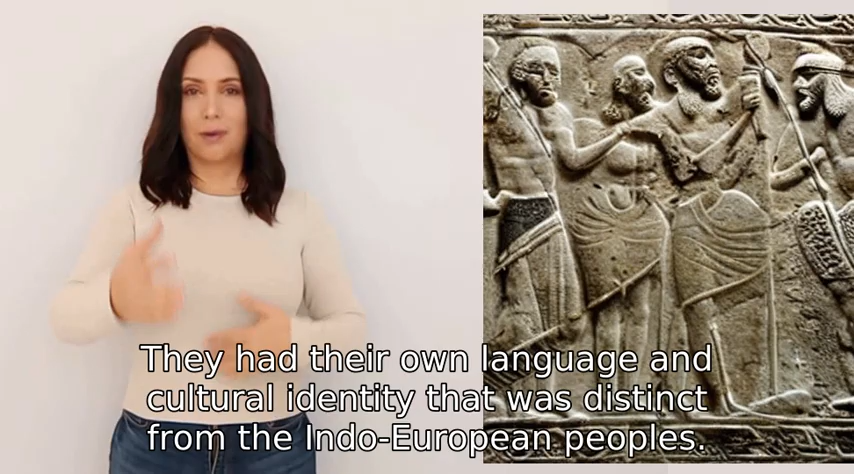 They had their own language and
cultural identity that was distinct
from the Indo-European peoples.